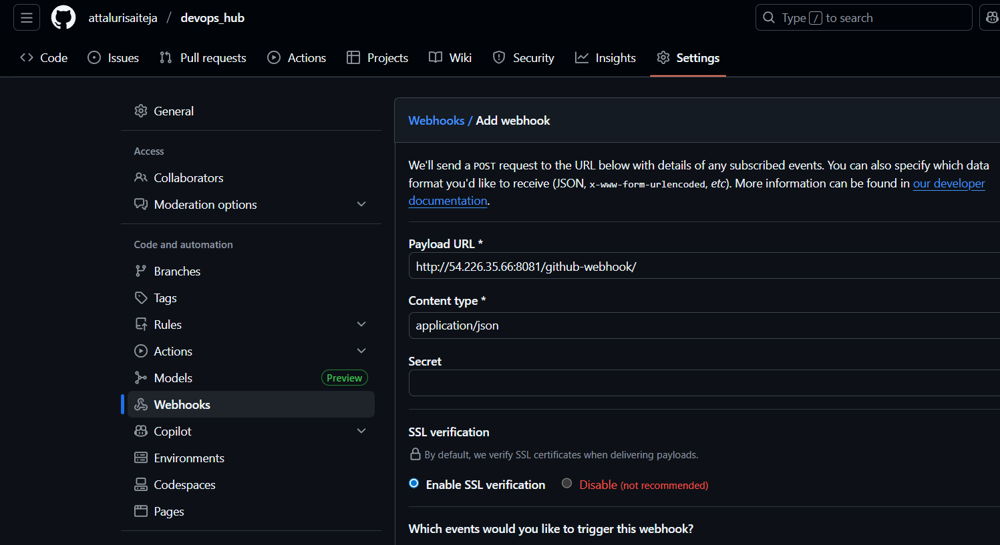 attalurisaiteja / devops_hub
Type / to search
Code
Issues
Pull requests
Actions
Projects
Wiki
Security
Insights
Settings
General
Access
Collaborators
Moderation options
Code and automation
Branches
Tags
Rules
Actions
Models
Preview
Webhooks
Copilot
Environments
Codespaces
Pages
Webhooks / Add webhook
We'll send a POST request to the URL below with details of any subscribed events. You can also specify which data
format you'd like to receive (JSON, x-www-form-urlencoded, etc). More information can be found in our developer
documentation.
Payload URL *
http://54.226.35.66:8081/github-webhook/
Content type *
application/json
Secret
SSL verification
By default, we verify SSL certificates when delivering payloads.
Enable SSL verification
Disable (not recommended)
Which events would you like to trigger this webhook?